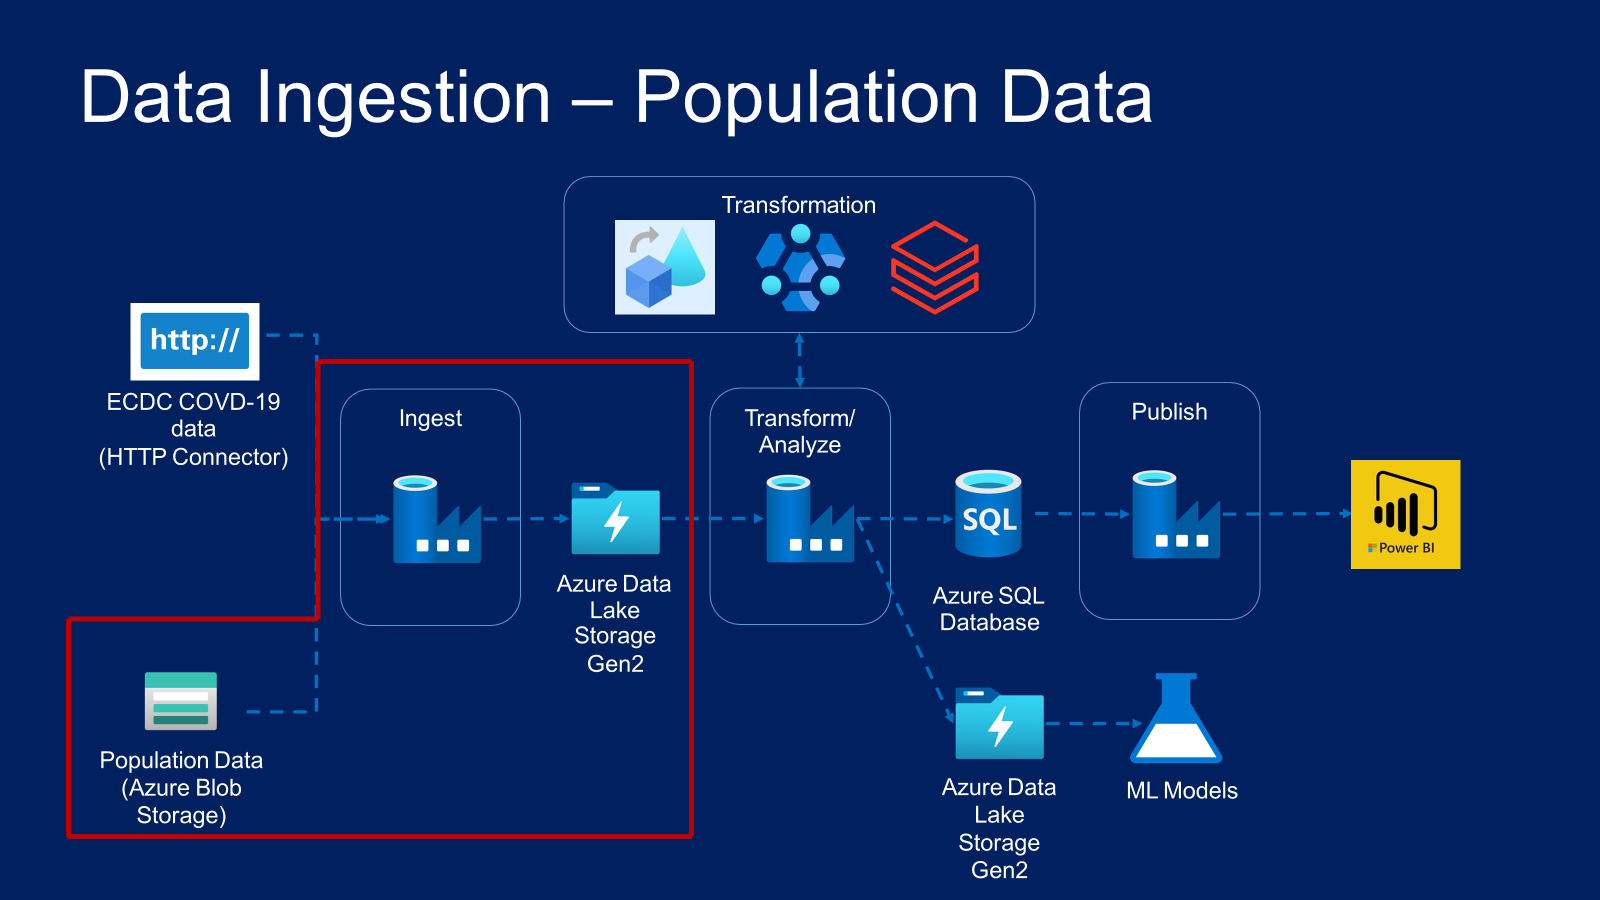 Data Ingestion – Population Data
Transformation
http://
ECDC COVD-19
data
(HTTP Connector)
Ingest
Azure Data
Lake
Storage
Gen2
Transform/
Analyze
SQL
Azure SQL
Database
Publish
Power BI
Population Data
(Azure Blob
Storage)
Azure Data
Lake
Storage
Gen2
ML Models